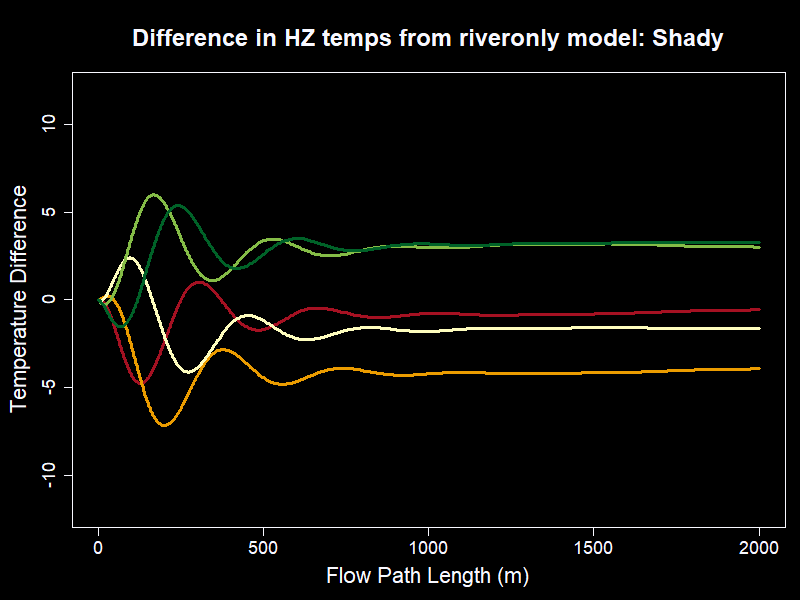 Difference in HZ temps from riveronly model: Shady
Temperature Difference
10
5
0
-5
-10
0 500 1000 1500 2000
Flow Path Length (m)